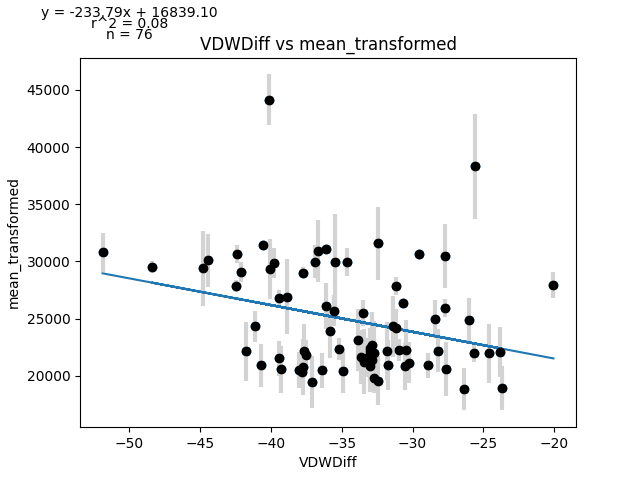 y = -233.79x + 16839.10
r^2 = 0.08
n = 76
VDWDiff vs mean_transformed
45000
40000
35000
30000
25000
20000
mean_transformed
−50 −45 −40 −35 −30 −25 −20
VDWDiff